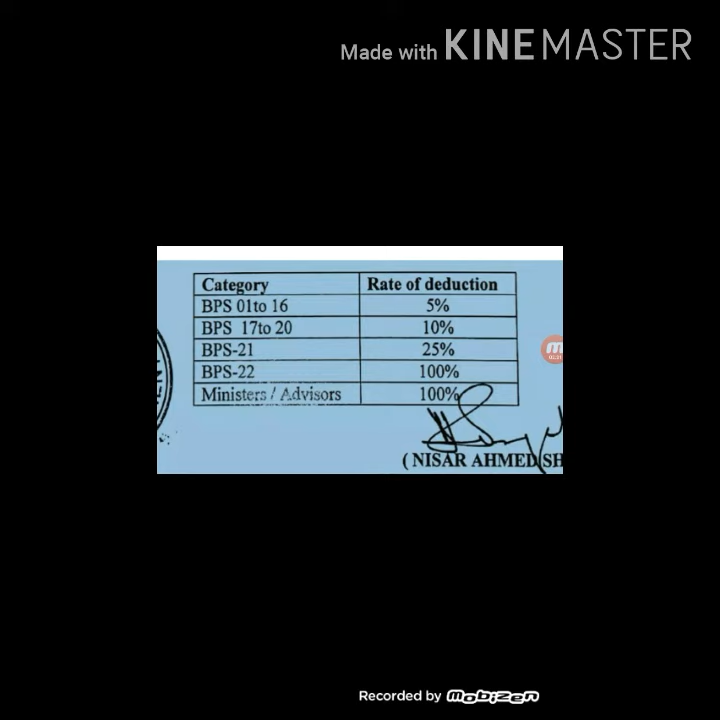 Made with KINEMASTER
Category Rate of deduction
BPS 01to 16 5%
BPS 17to 20 10%
BPS-21 25%
BPS-22 100%
Ministers / Advisors 100%
( NISAR AHMED SH
Recorded by Mobizen